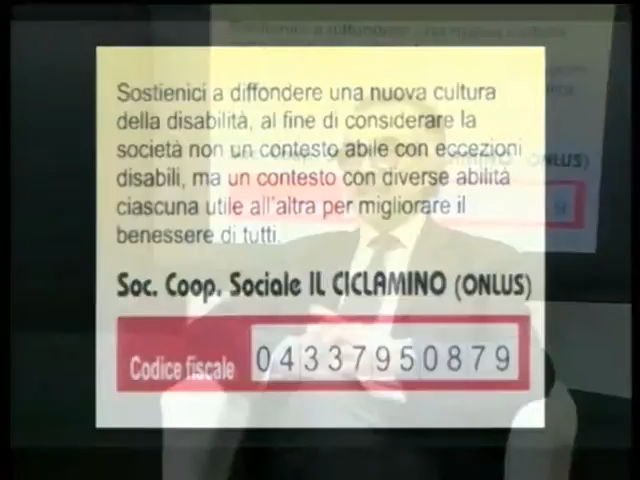 Sostienici a diffondere una nuova cultura
della disabilità, al fine di considerare la
società non un contesto abile con eccezioni
disabili, ma un contesto con diverse abilità
ciascuna utile all'altra per migliorare il
benessere di tutti.
Soc. Coop. Sociale IL CICLAMINO (ONLUS)
Codice fiscale 04337950879